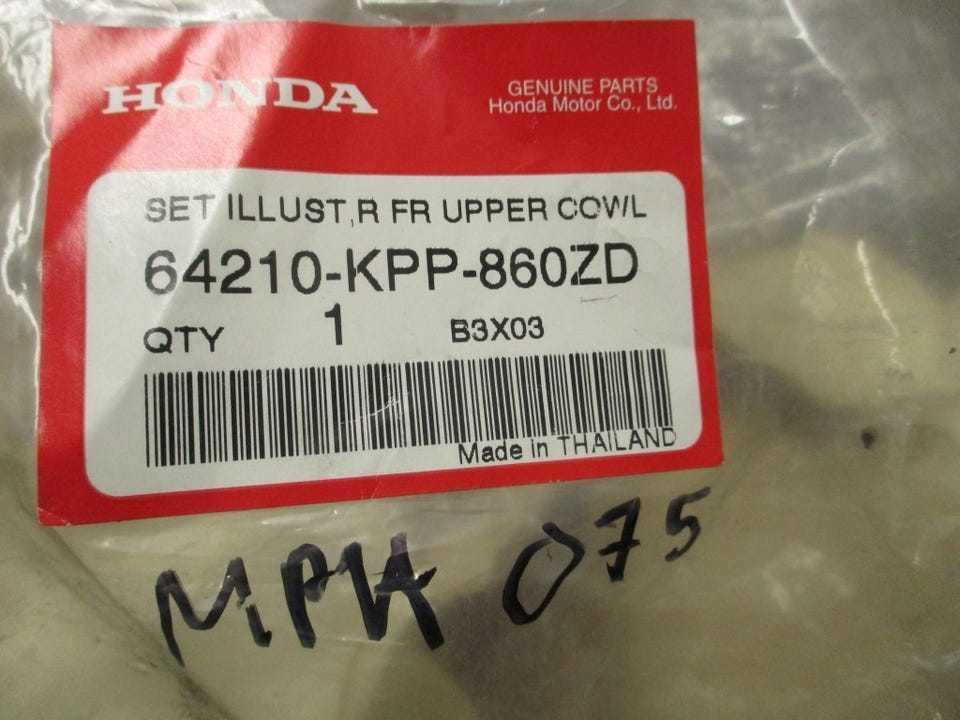 HONDA
GENUINE PARTS
Honda Motor Co., Ltd.
SET ILLUST,R FR UPPER COWL
64210-KPP-860ZD
QTY 1 B3X03
Made in THAILAND
075